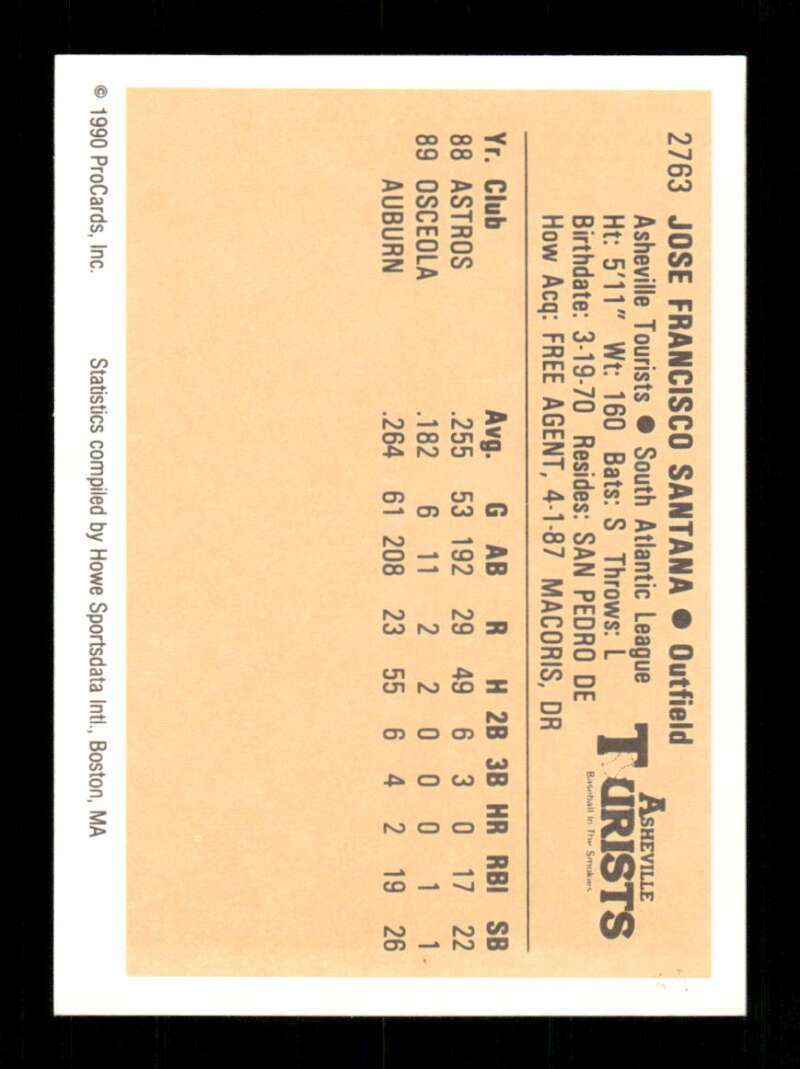 2763 JOSE FRANCISCO SANTANA ● Outfield
Asheville Tourists ● South Atlantic League
Ht: 5'11" Wt: 160 Bats: S Throws: L
Birthdate: 3-19-70 Resides: SAN PEDRO DE
How Acq: FREE AGENT, 4-1-87 MACORIS, DR
ASHEVILLE
TOURISTS
Baseball In The Smokies
Yr. Club Avg. G AB R H 2B 3B HR RBI SB
88 ASTROS .255 53 192 29 49 6 3 0 17 22
89 OSCEOLA .182 6 11 2 2 0 0 0 1 1
AUBURN .264 61 208 23 55 6 4 2 19 26
© 1990 ProCards, Inc. Statistics compiled by Howe Sportsdata Intl., Boston, MA